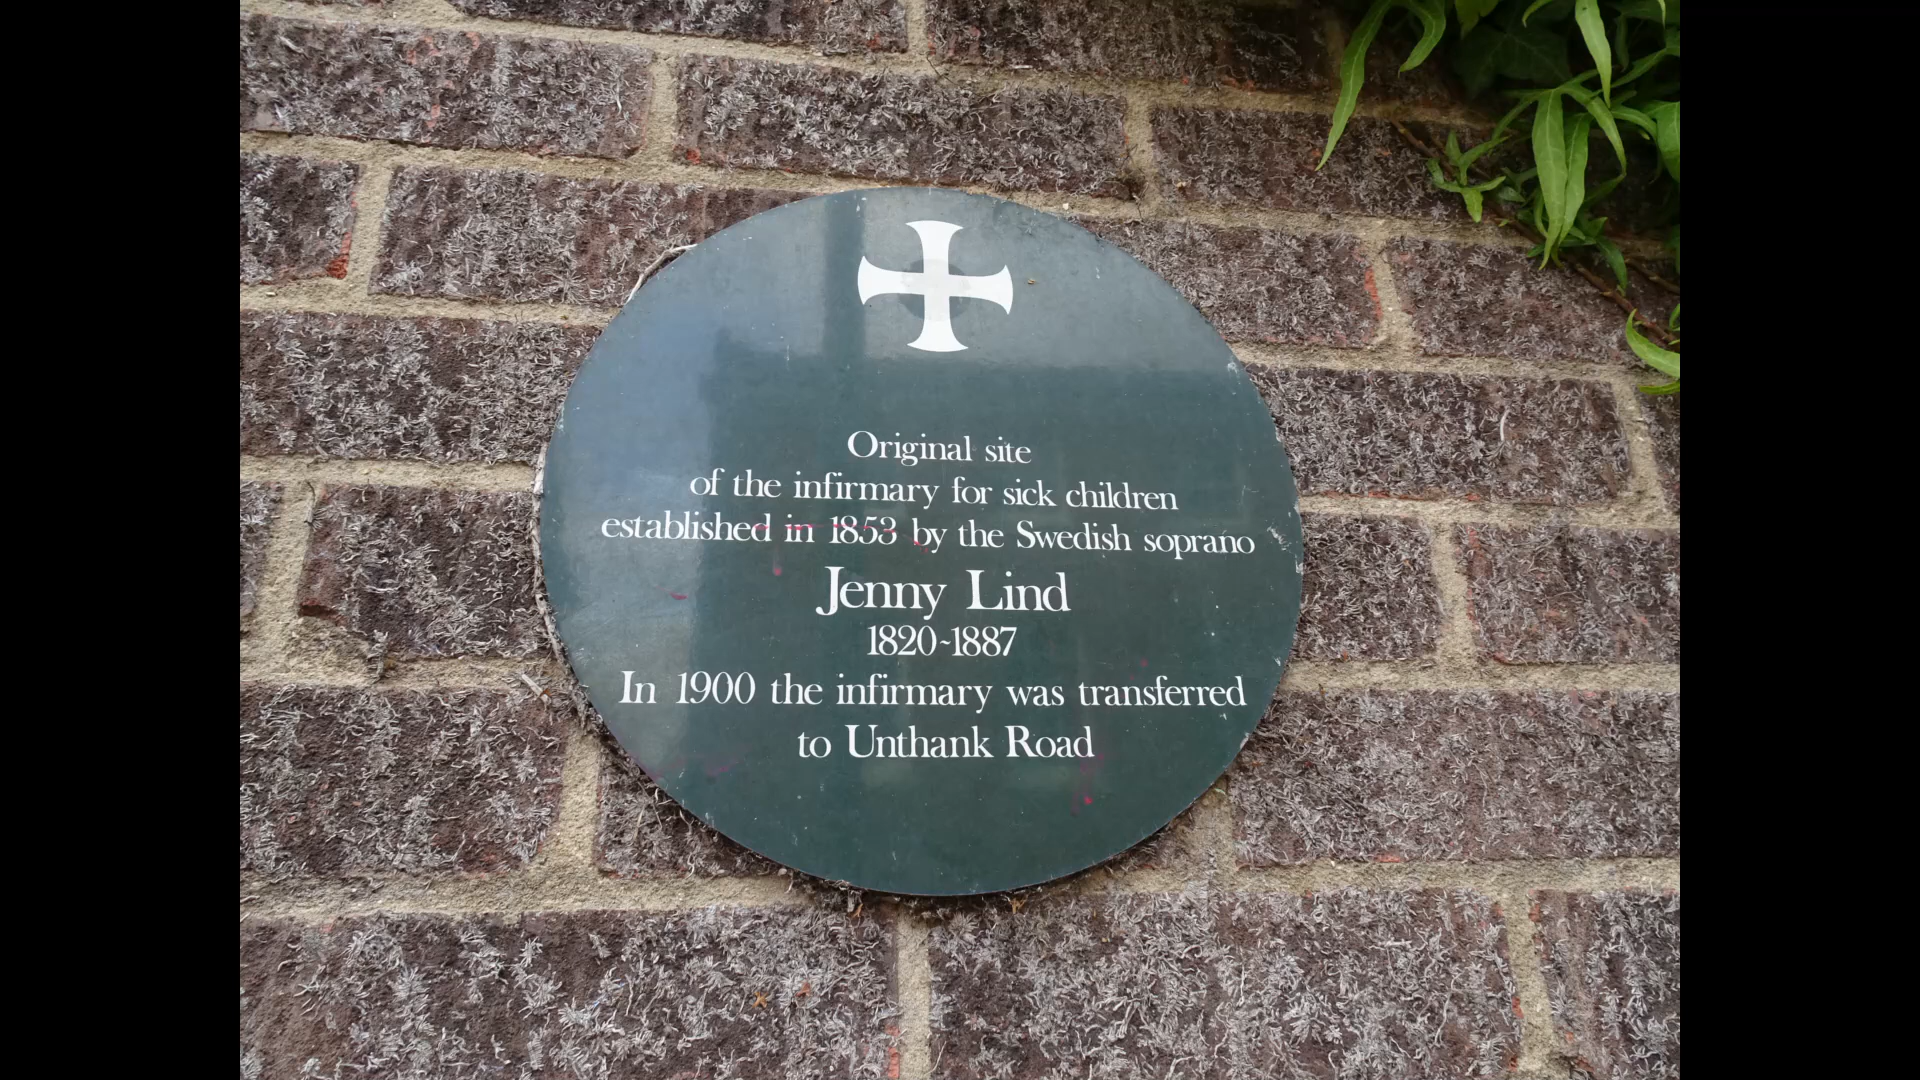 Original site
of the infirmary for sick children
established in 1853 by the Swedish soprano
Jenny Lind
1820~1887
In 1900 the infirmary was transferred
to Unthank Road